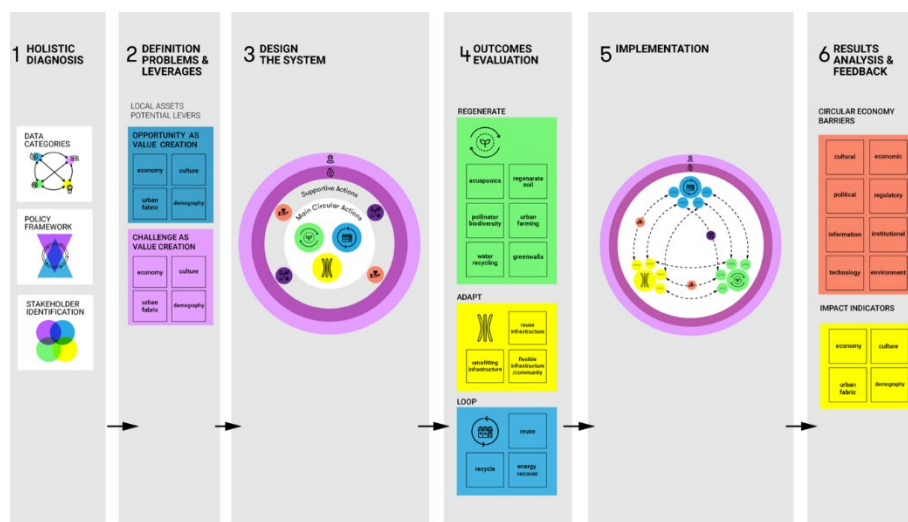 1 HOLISTIC
DIAGNOSIS
DATA
CATEGORIES
POLICY
FRAMEWORK
STAKEHOLDER
IDENTIFICATION
2 DEFINITION
PROBLEMS &
LEVERAGES
LOCAL ASSETS
POTENTIAL LEVERS
OPPORTUNITY AS
VALUE CREATION
economy culture
urban
fabric
demography
CHALLENGE AS
VALUE CREATION
economy culture
urban
fabric
demography
3 DESIGN
THE SYSTEM
Supportive Actions
Main Circular Actions
4 OUTCOMES
EVALUATION
REGENERATE
acuaponics
regenarate
soil
pollinator
biodiversity
urban
farming
water
recycling
greenwalls
ADAPT
reuse
infrastructure
retrofitting
infrastructure
flexible
infrastructure
/community
LOOP
reuse
recycle
energy
recover
5 IMPLEMENTATION
6 RESULTS
ANALYSIS &
FEEDBACK
CIRCULAR ECONOMY
BARRIERS
cultural economic
political regulatory
information institutional
technology environment
IMPACT INDICATORS
economy culture
urban
fabric
demography